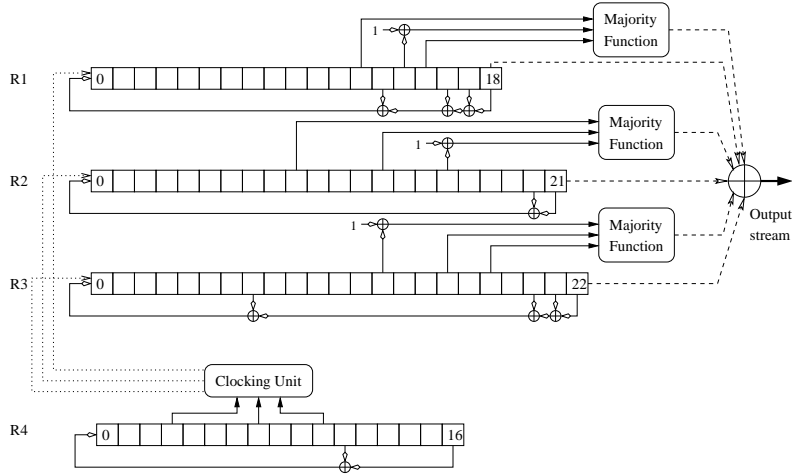 Majority
Function
1
R1
0
18
Majority
Function
1
R2
0
21
Output
stream
Majority
Function
1
R3
0
22
Clocking Unit
R4
0
16